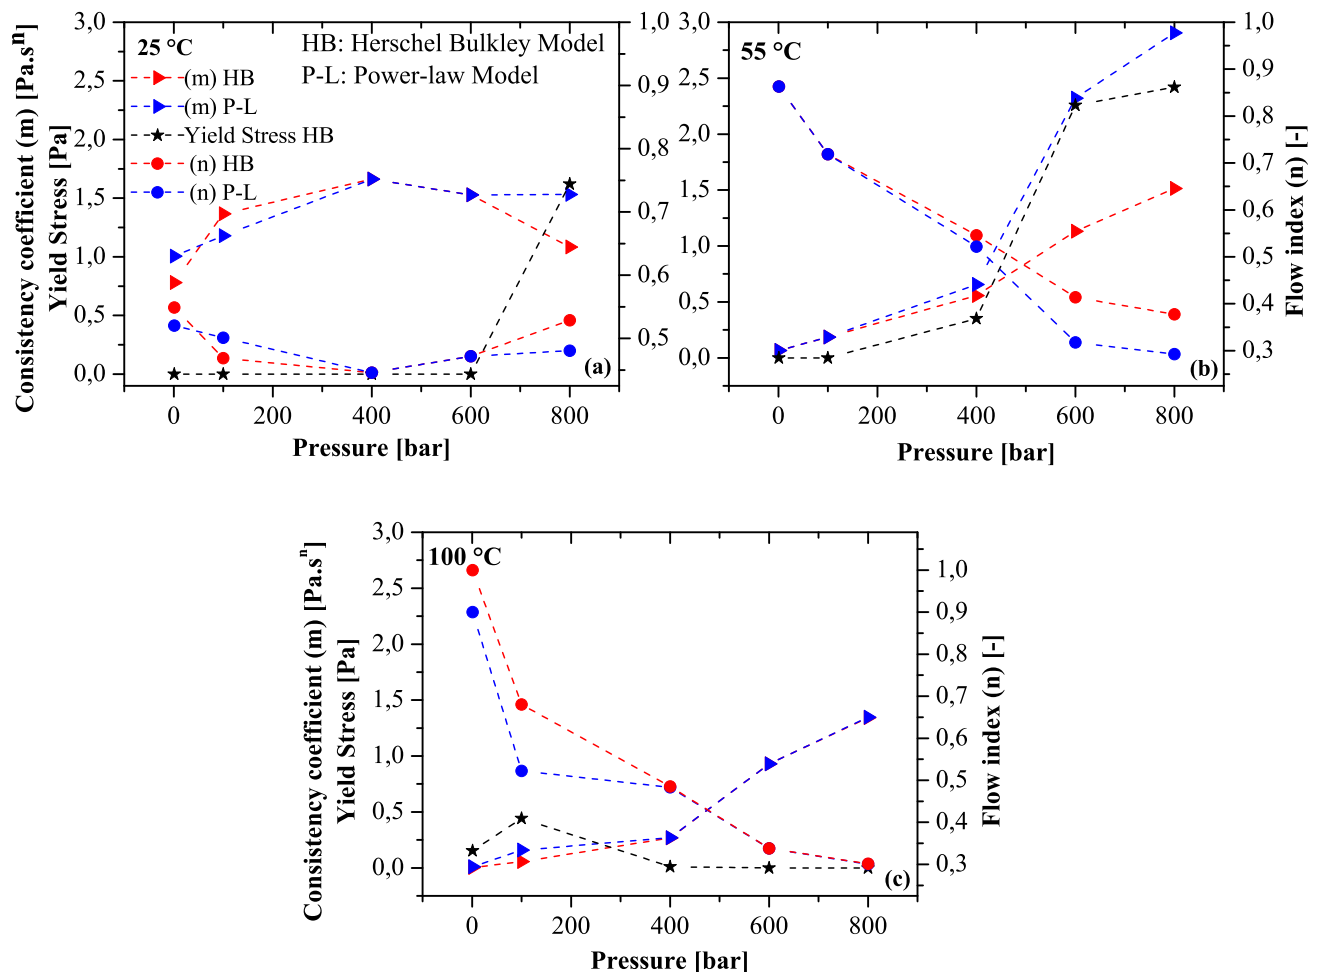 25 °C
HB: Herschel Bulkley Model
P-L: Power-law Model
(m) HB
(m) P-L
Yield Stress HB
(n) HB
(n) P-L
3,0
2,5
2,0
1,5
1,0
0,5
0,0
1,0
0,9
0,8
0,7
0,6
0,5
0 200 400 600 800
Consistency coefficient (m) [Pa.sⁿ]
Yield Stress [Pa]
Pressure [bar]
(a)
55 °C
3,0
2,5
2,0
1,5
1,0
0,5
0,0
1,0
0,9
0,8
0,7
0,6
0,5
0,4
0,3
0 200 400 600 800
Flow index (n) [-]
Pressure [bar]
(b)
100 °C
3,0
2,5
2,0
1,5
1,0
0,5
0,0
1,0
0,9
0,8
0,7
0,6
0,5
0,4
0,3
0 200 400 600 800
Consistency coefficient (m) [Pa.sⁿ]
Yield Stress [Pa]
Flow index (n) [-]
Pressure [bar]
(c)